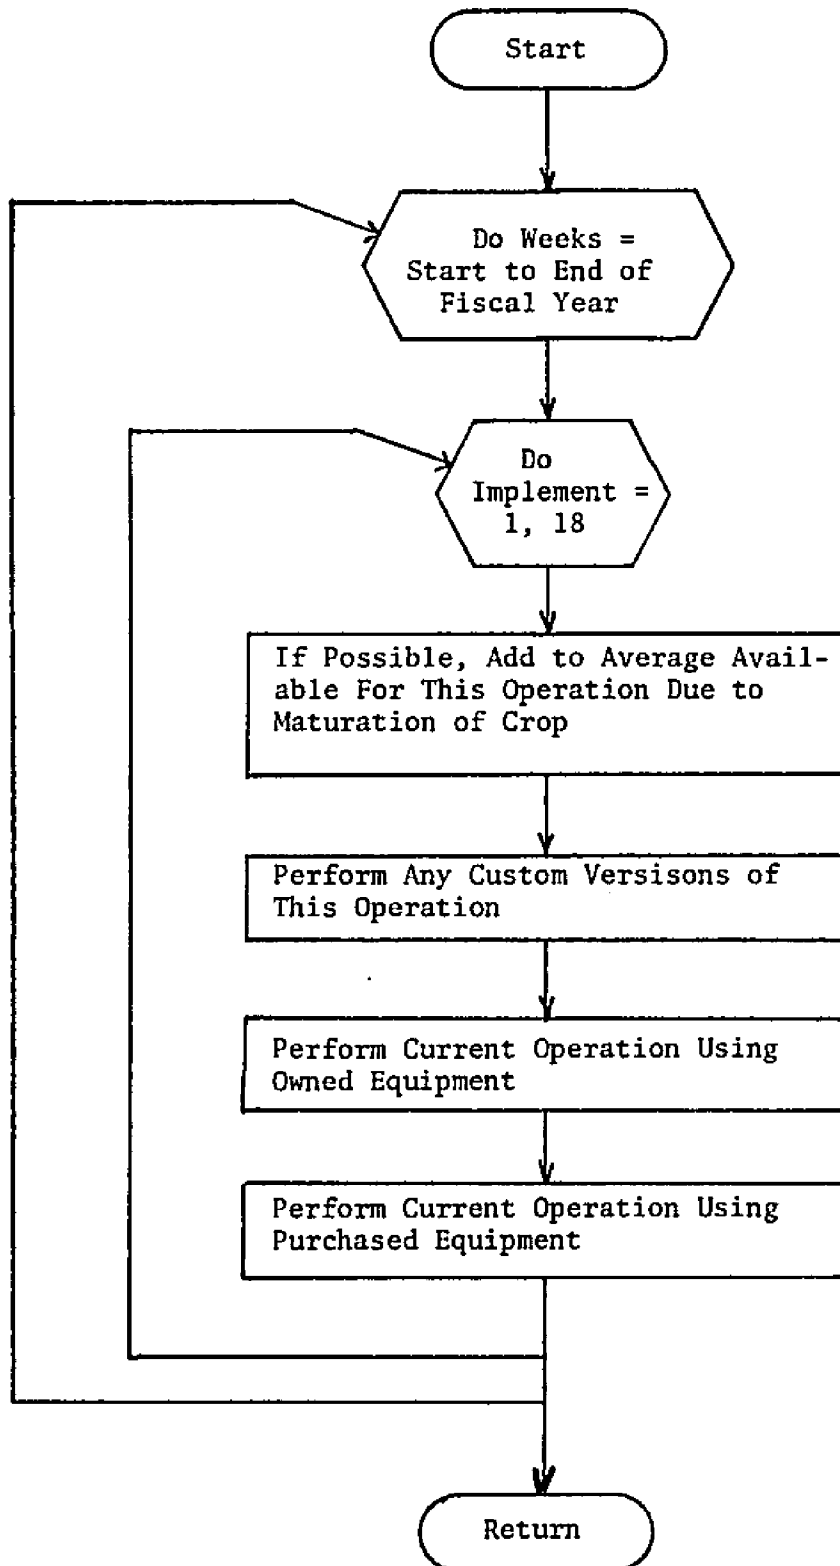 Start
Do Weeks =
Start to End of
Fiscal Year
Do
Implement =
1, 18
If Possible, Add to Average Avail-
able For This Operation Due to
Maturation of Crop
Perform Any Custom Versisons of
This Operation
Perform Current Operation Using
Owned Equipment
Perform Current Operation Using
Purchased Equipment
Return